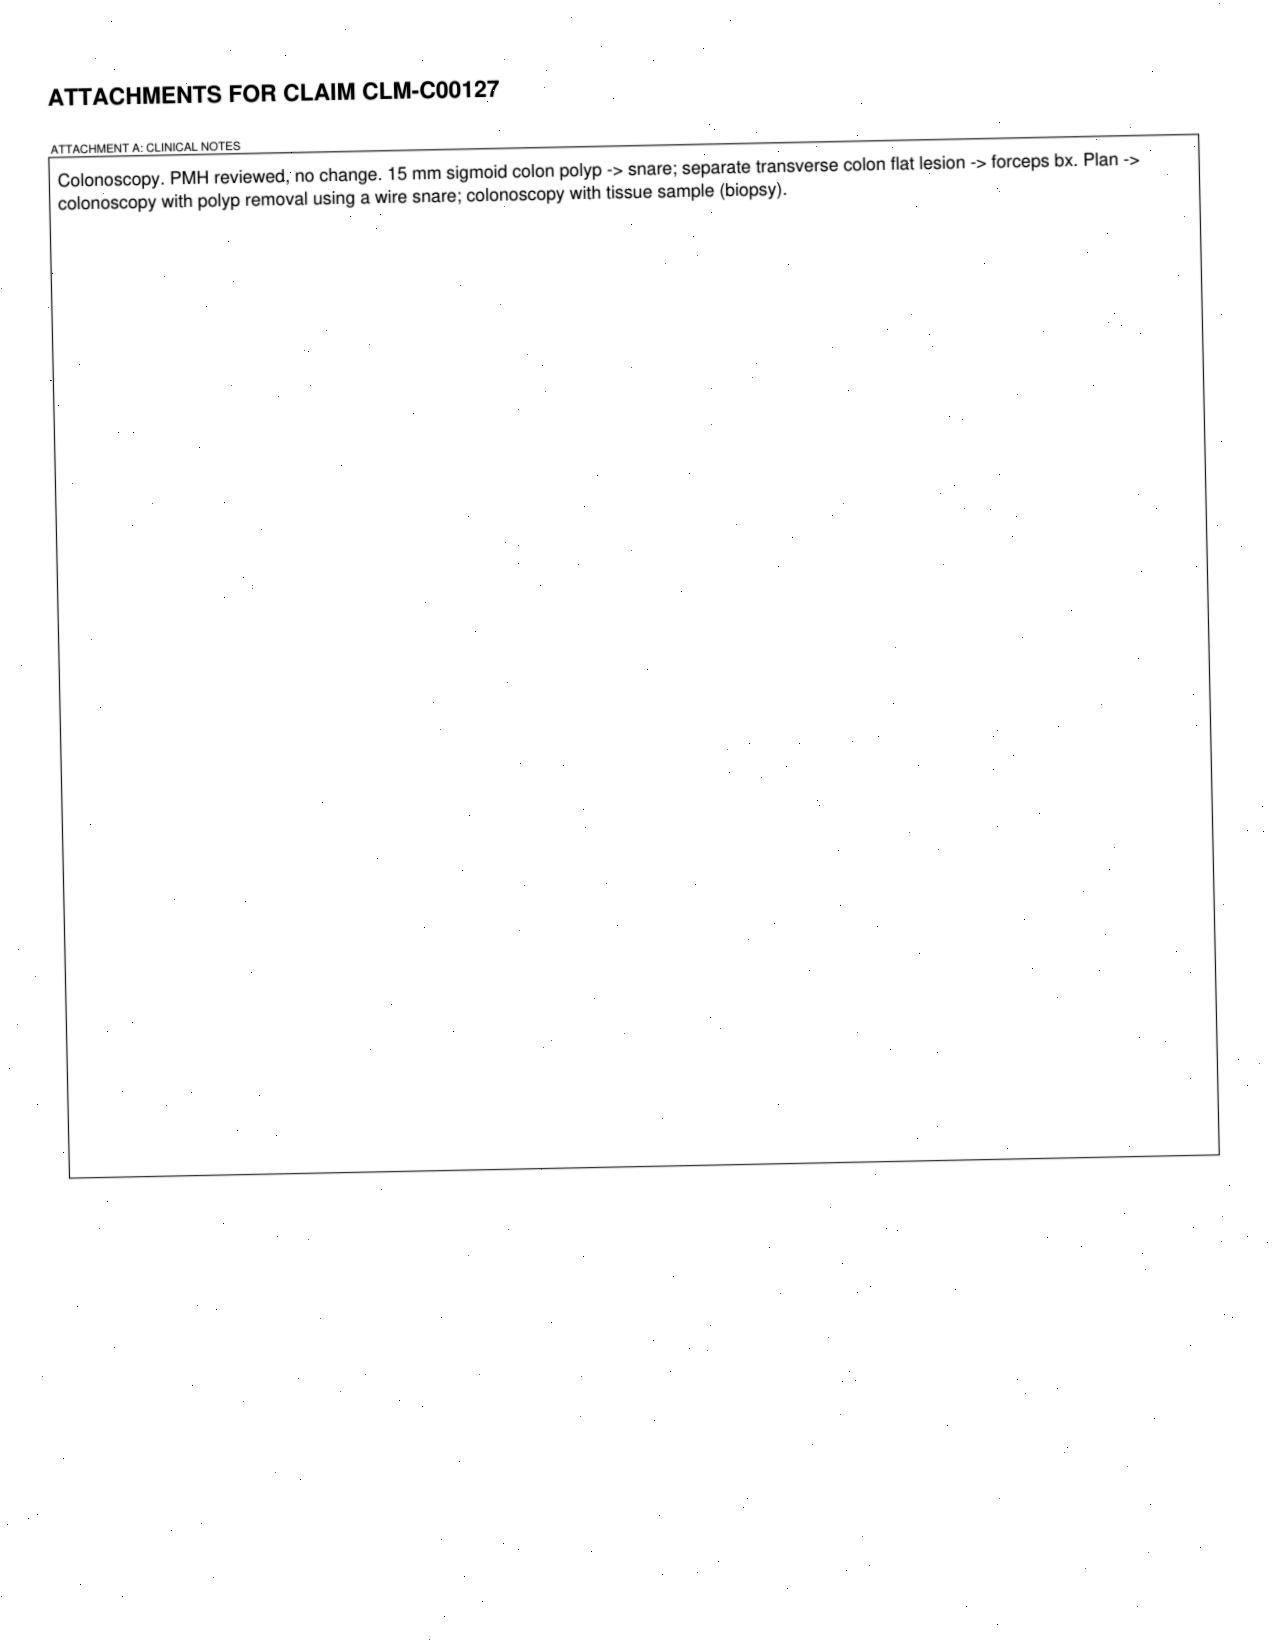 ATTACHMENTS FOR CLAIM CLM-C00127
ATTACHMENT A: CLINICAL NOTES
Colonoscopy. PMH reviewed, no change. 15 mm sigmoid colon polyp -> snare; separate transverse colon flat lesion -> forceps bx. Plan ->
colonoscopy with polyp removal using a wire snare; colonoscopy with tissue sample (biopsy).